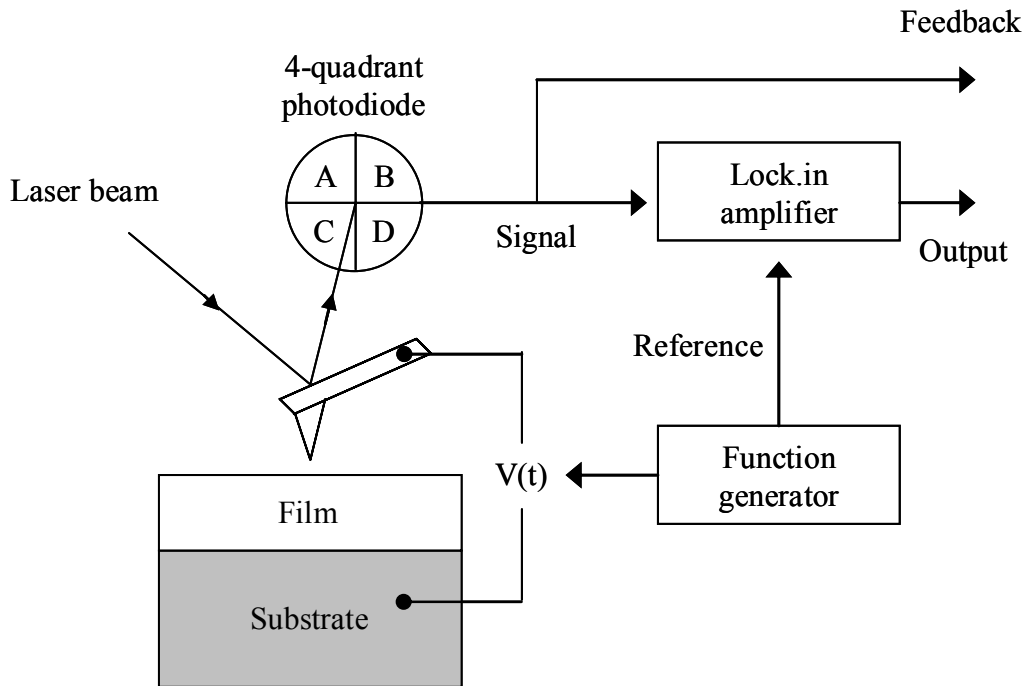 Feedback
4-quadrant
photodiode
A B
C D
Laser beam
Signal
Lock.in
amplifier
Output
Reference
V(t)
Function
generator
Film
Substrate